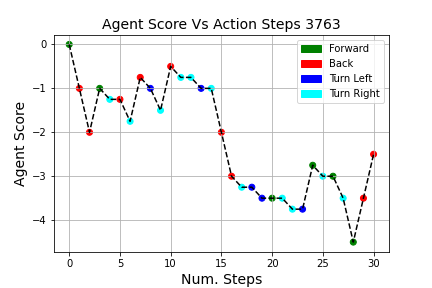 Agent Score Vs Action Steps 3763
Forward
Back
Turn Left
Turn Right
Agent Score
0
−1
−2
−3
−4
0 5 10 15 20 25 30
Num. Steps